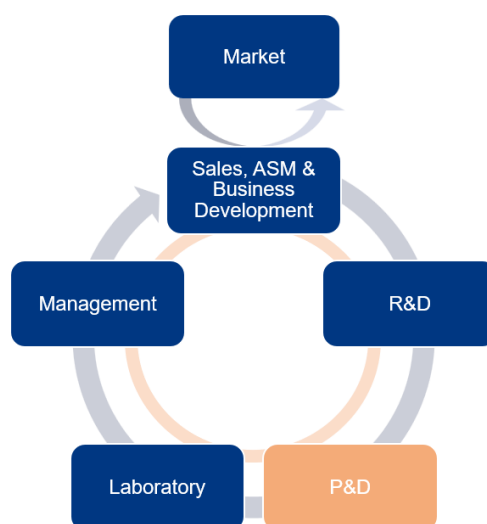 Market
Sales, ASM &
Business
Development
Management
R&D
Laboratory
P&D